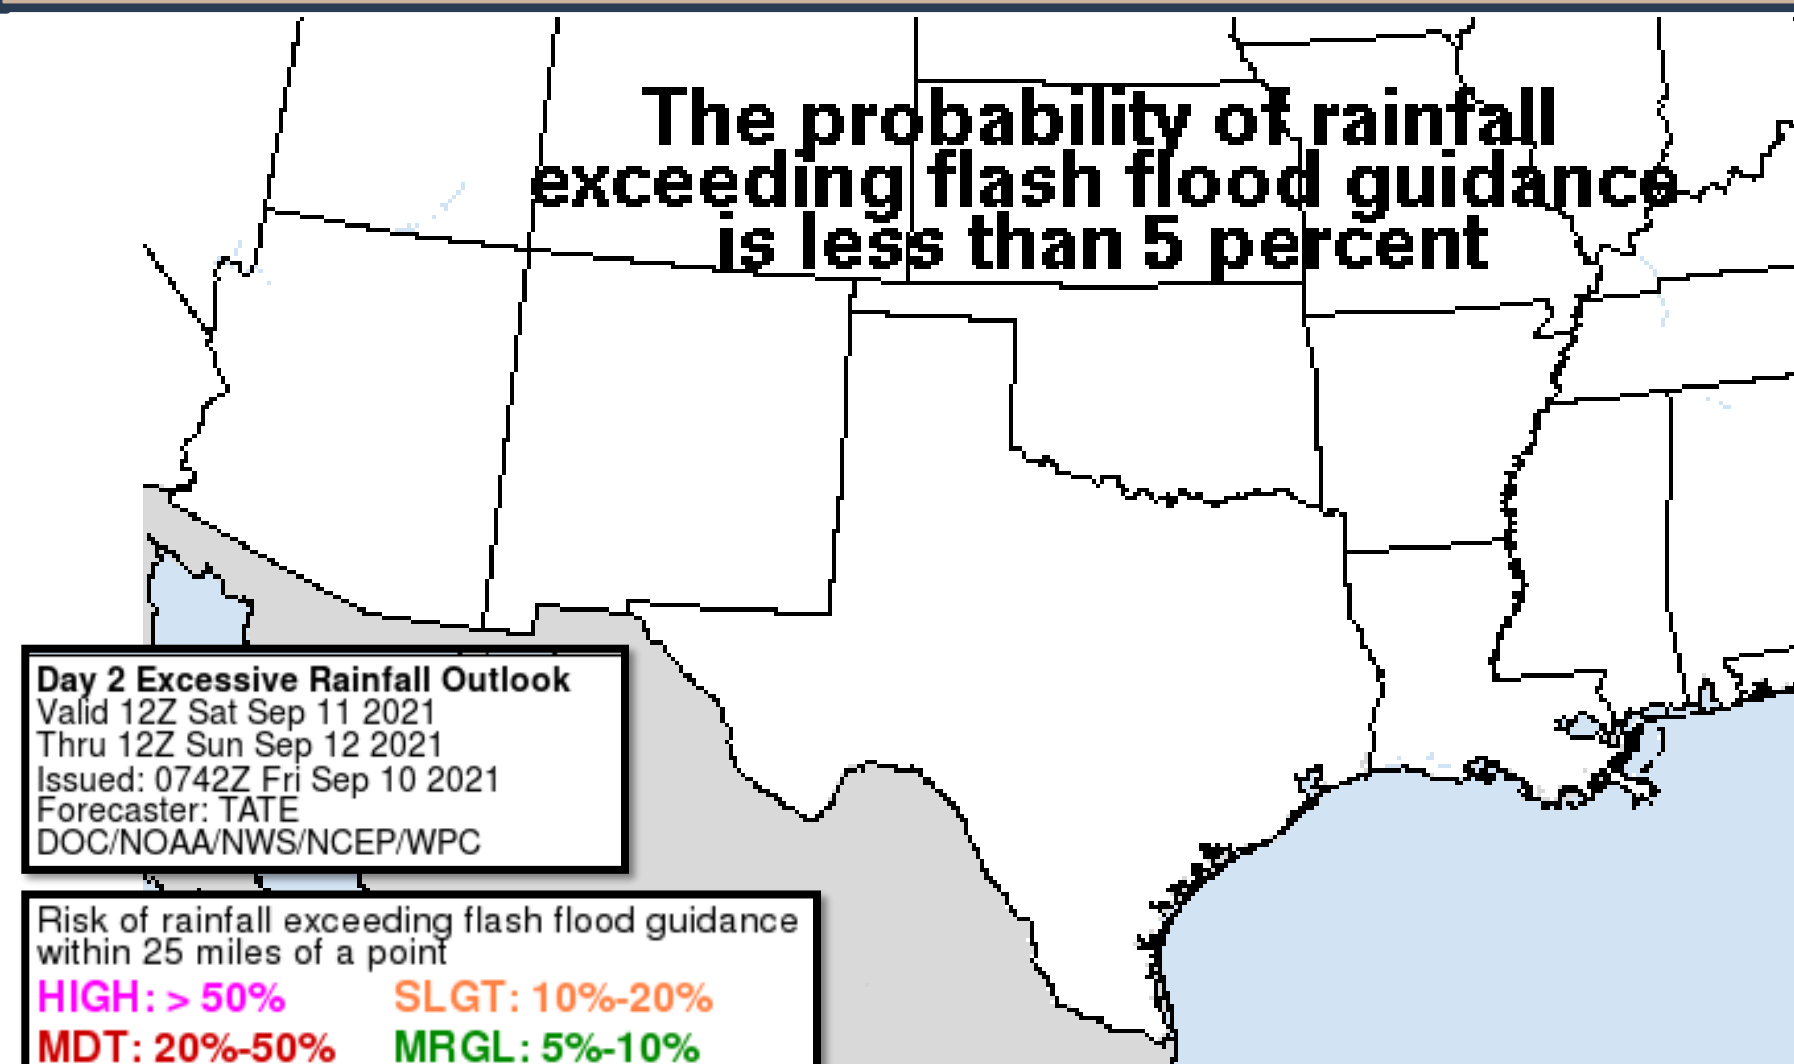 The probability of rainfall
exceeding flash flood guidance
is less than 5 percent
Day 2 Excessive Rainfall Outlook
Valid 12Z Sat Sep 11 2021
Thru 12Z Sun Sep 12 2021
Issued: 0742Z Fri Sep 10 2021
Forecaster: TATE
DOC/NOAA/NWS/NCEP/WPC
Risk of rainfall exceeding flash flood guidance
within 25 miles of a point
HIGH: > 50% SLGT: 10%-20%
MDT: 20%-50% MRGL: 5%-10%